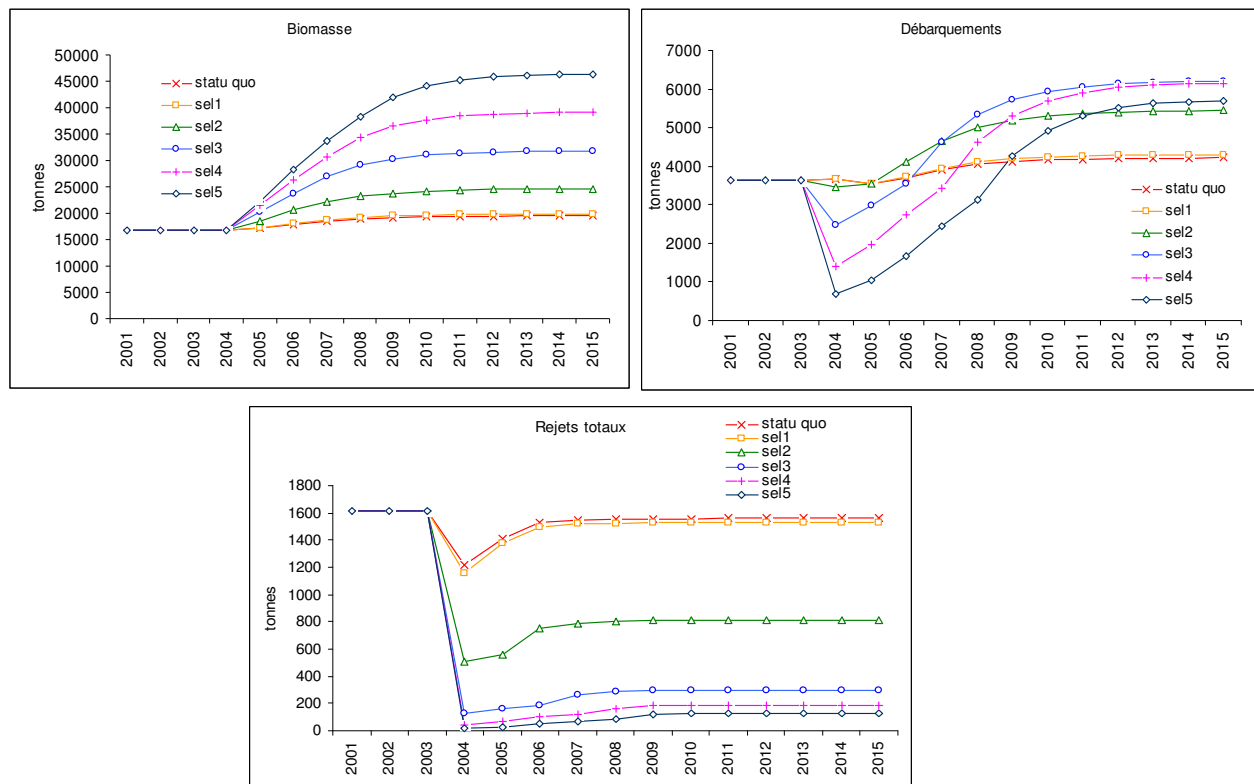 Biomasse
50000
45000
40000
35000
30000
25000
20000
15000
10000
5000
0
tonnes
statu quo
sel1
sel2
sel3
sel4
sel5
2001 2002 2003 2004 2005 2006 2007 2008 2009 2010 2011 2012 2013 2014 2015
Débarquements
7000
6000
5000
4000
3000
2000
1000
0
tonnes
statu quo
sel1
sel2
sel3
sel4
sel5
2001 2002 2003 2004 2005 2006 2007 2008 2009 2010 2011 2012 2013 2014 2015
Rejets totaux
statu quo
sel1
sel2
sel3
sel4
sel5
1800
1600
1400
1200
1000
800
600
400
200
0
tonnes
2001 2002 2003 2004 2005 2006 2007 2008 2009 2010 2011 2012 2013 2014 2015